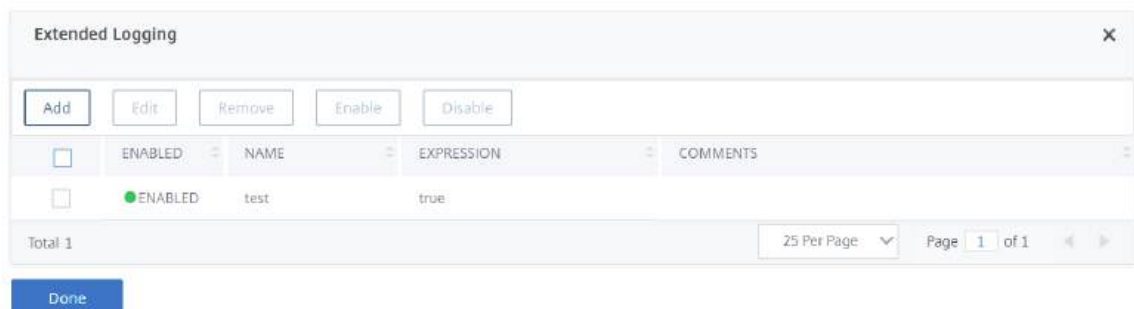 Extended Logging
Add Edit Remove Enable Disable
ENABLED NAME EXPRESSION COMMENTS
ENABLED test true
Total 1 25 Per Page Page 1 of 1
Done